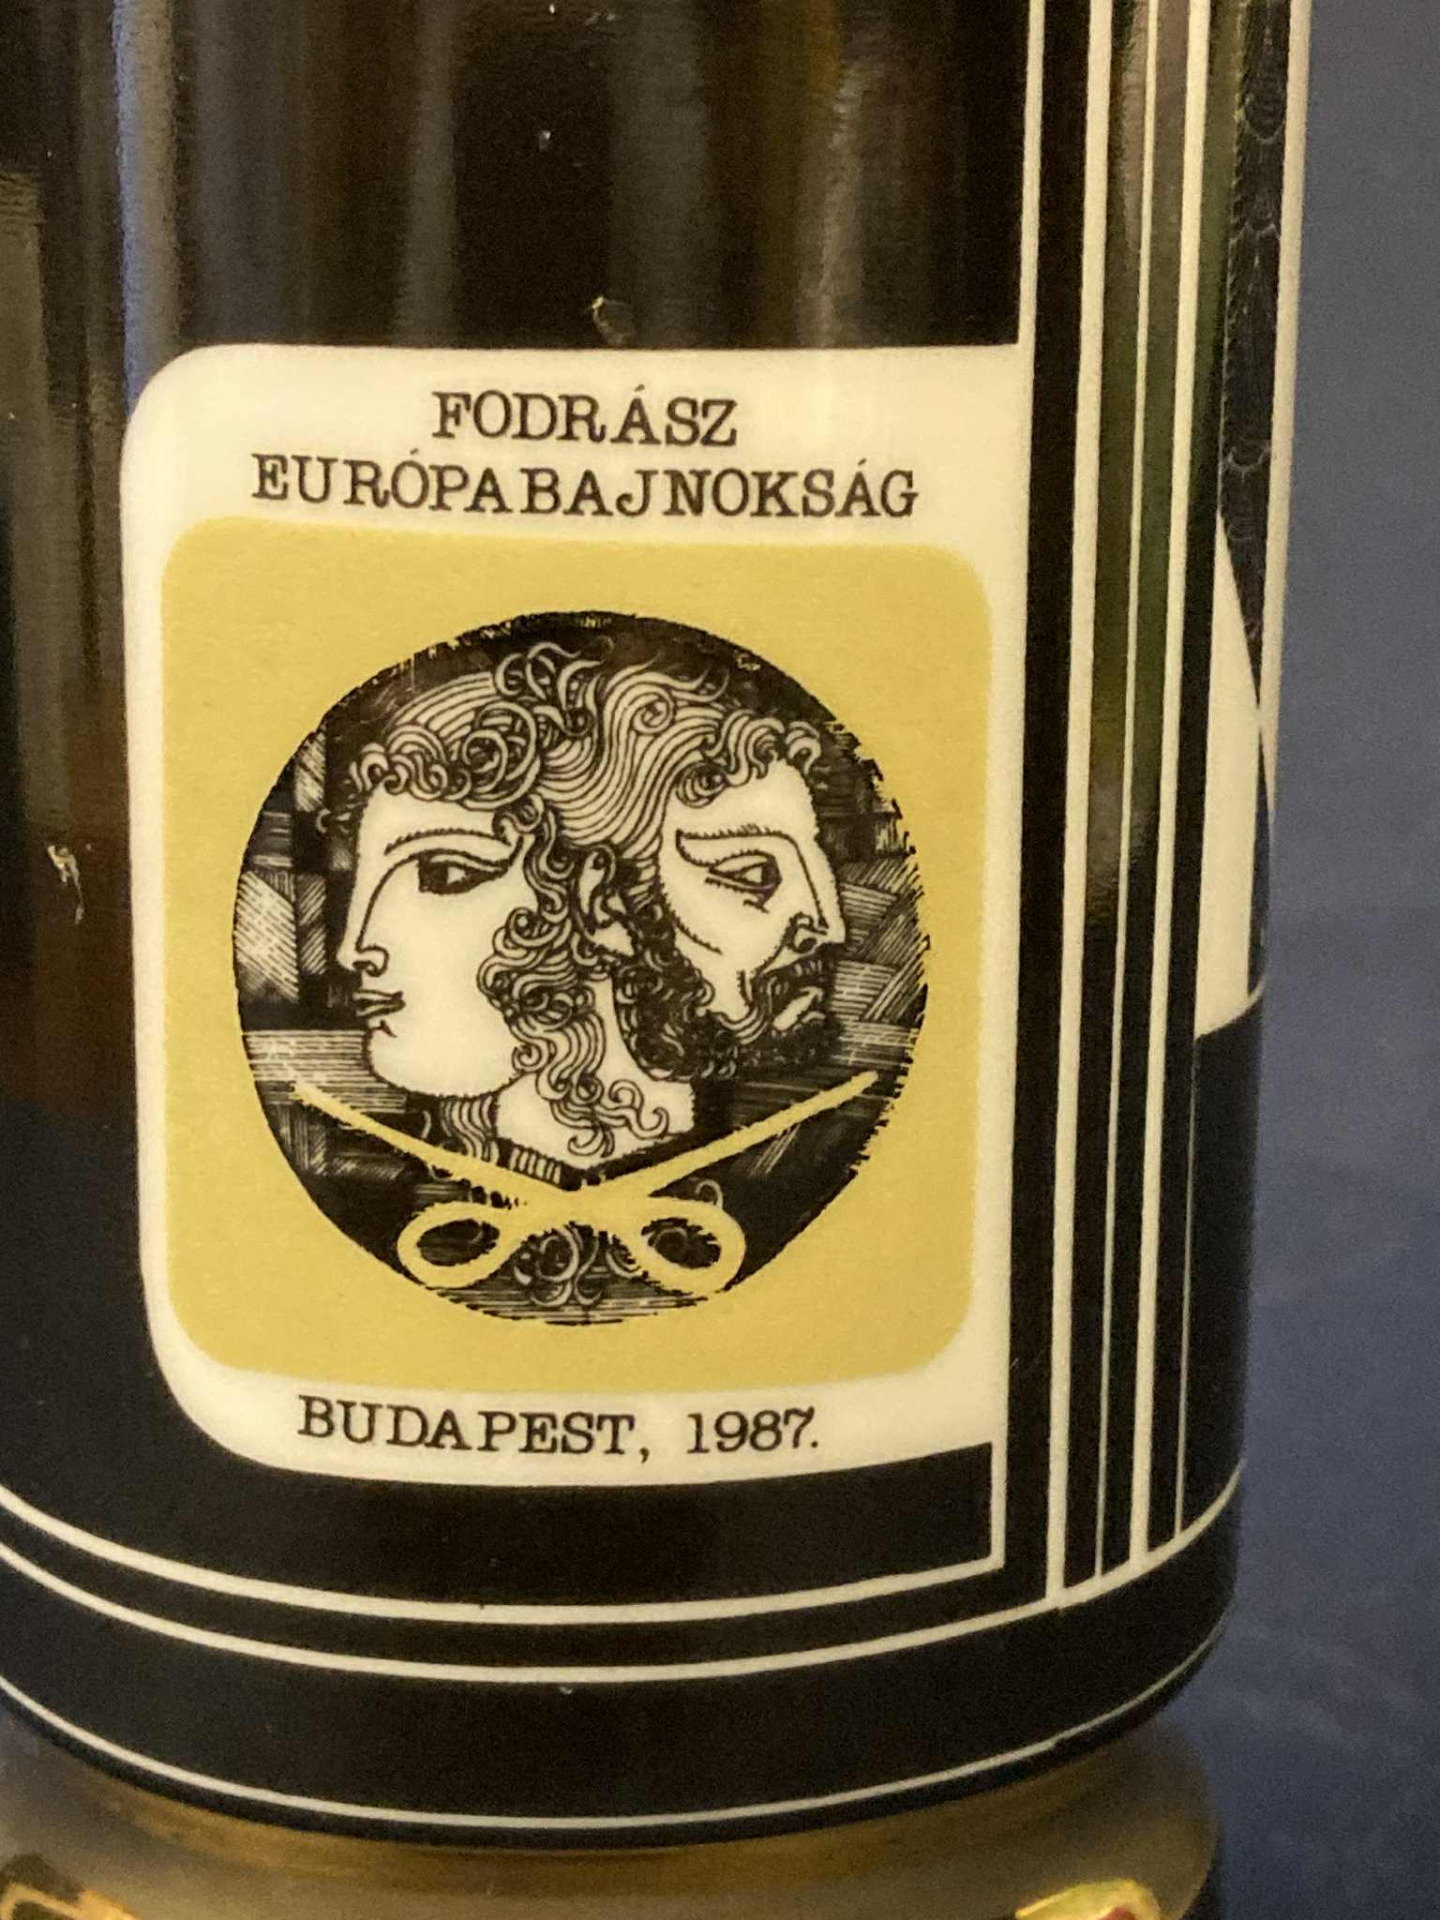 FODRÁSZ
EURÓPABAJNOKSÁG
BUDAPEST, 1987.